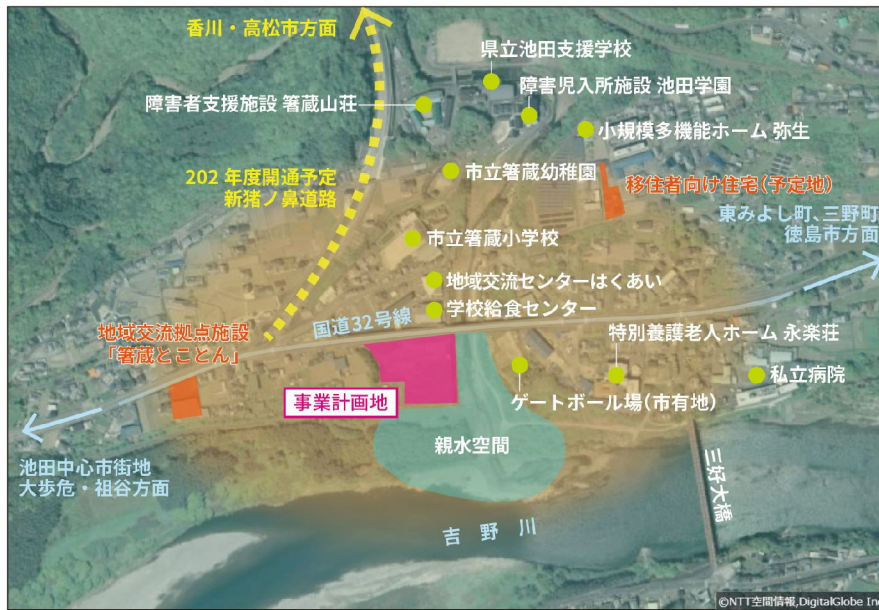 香川・高松市方面
県立池田支援学校
障害児入所施設 池田学園
障害者支援施設 箸蔵山荘
小規模多機能ホーム 弥生
202 年度開通予定
新猪ノ鼻道路
市立箸蔵幼稚園
移住者向け住宅(予定地)
東みよし町、三野町
徳島市方面
市立箸蔵小学校
地域交流センターはくあい
学校給食センター
国道32号線
地域交流拠点施設
「箸蔵とことん」
特別養護老人ホーム 永楽荘
私立病院
事業計画地
ゲートボール場(市有地)
親水空間
池田中心市街地
大歩危・祖谷方面
三好大橋
吉野川
©NTT空間情報,DigitalGlobe Inc